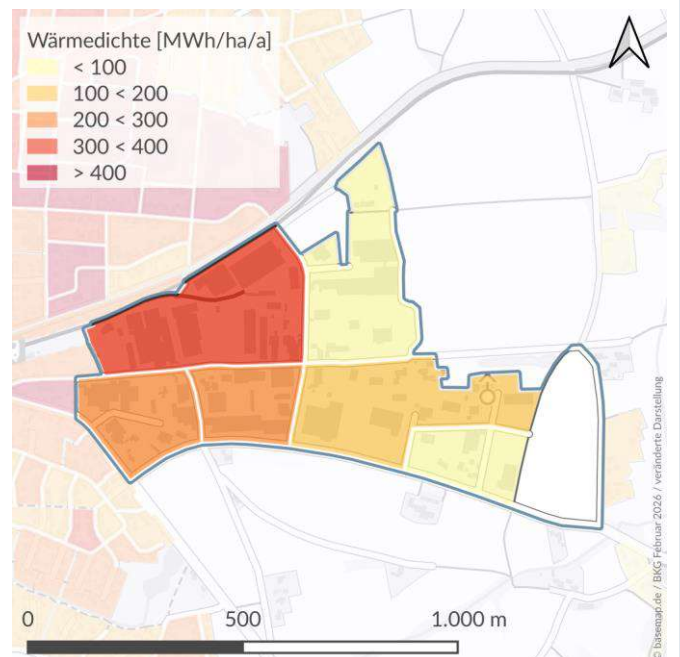 Wärmedichte [MWh/ha/a]
< 100
100 < 200
200 < 300
300 < 400
> 400
© basemap.de / BKG Februar 2026 / veränderte Darstellung
0 500 1.000 m